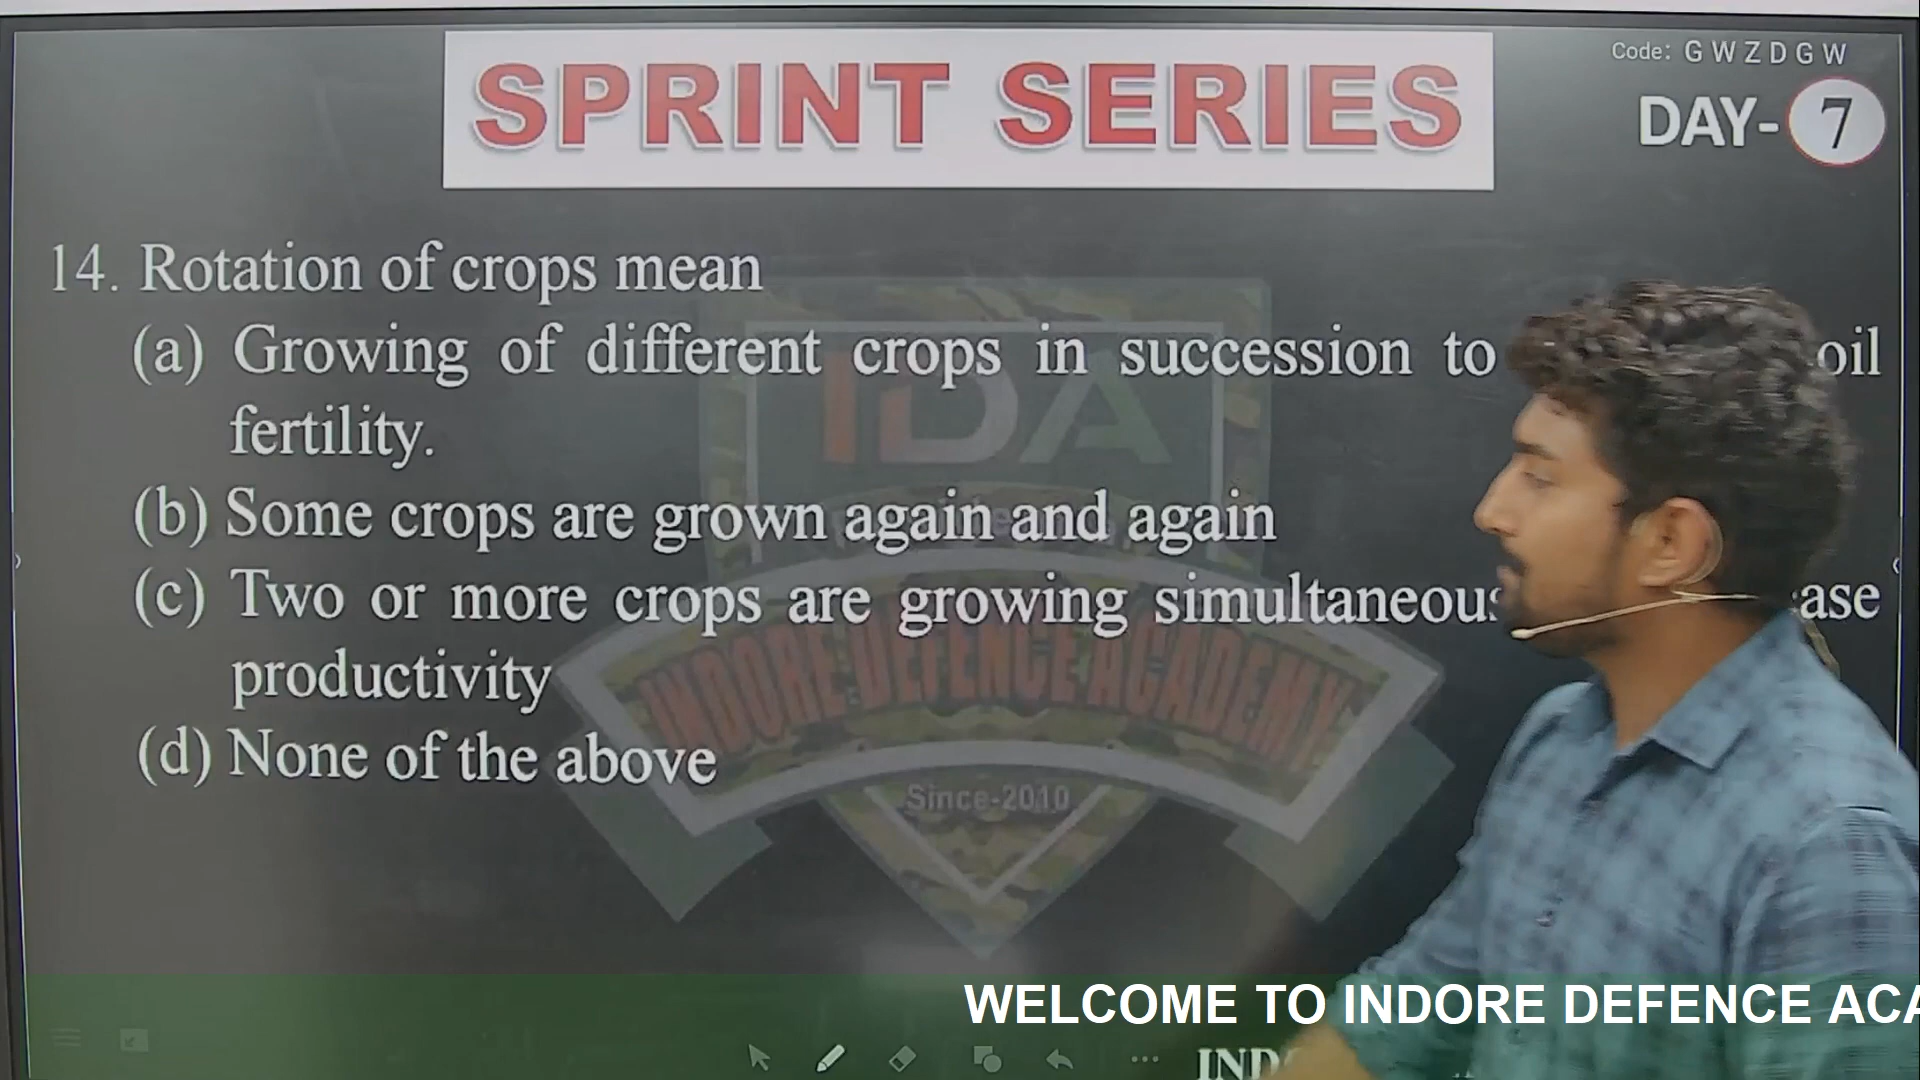 SPRINT SERIES
Code: G W Z D G W
DAY- 7
14. Rotation of crops mean
(a) Growing of different crops in succession to oil
fertility.
(b) Some crops are grown again and again
(c) Two or more crops are growing
productivity
(d) None of the above
IDA
INDORE DEFENCE ACADEMY
Since-2010
WELCOME TO INDORE DEFENCE ACA
IND